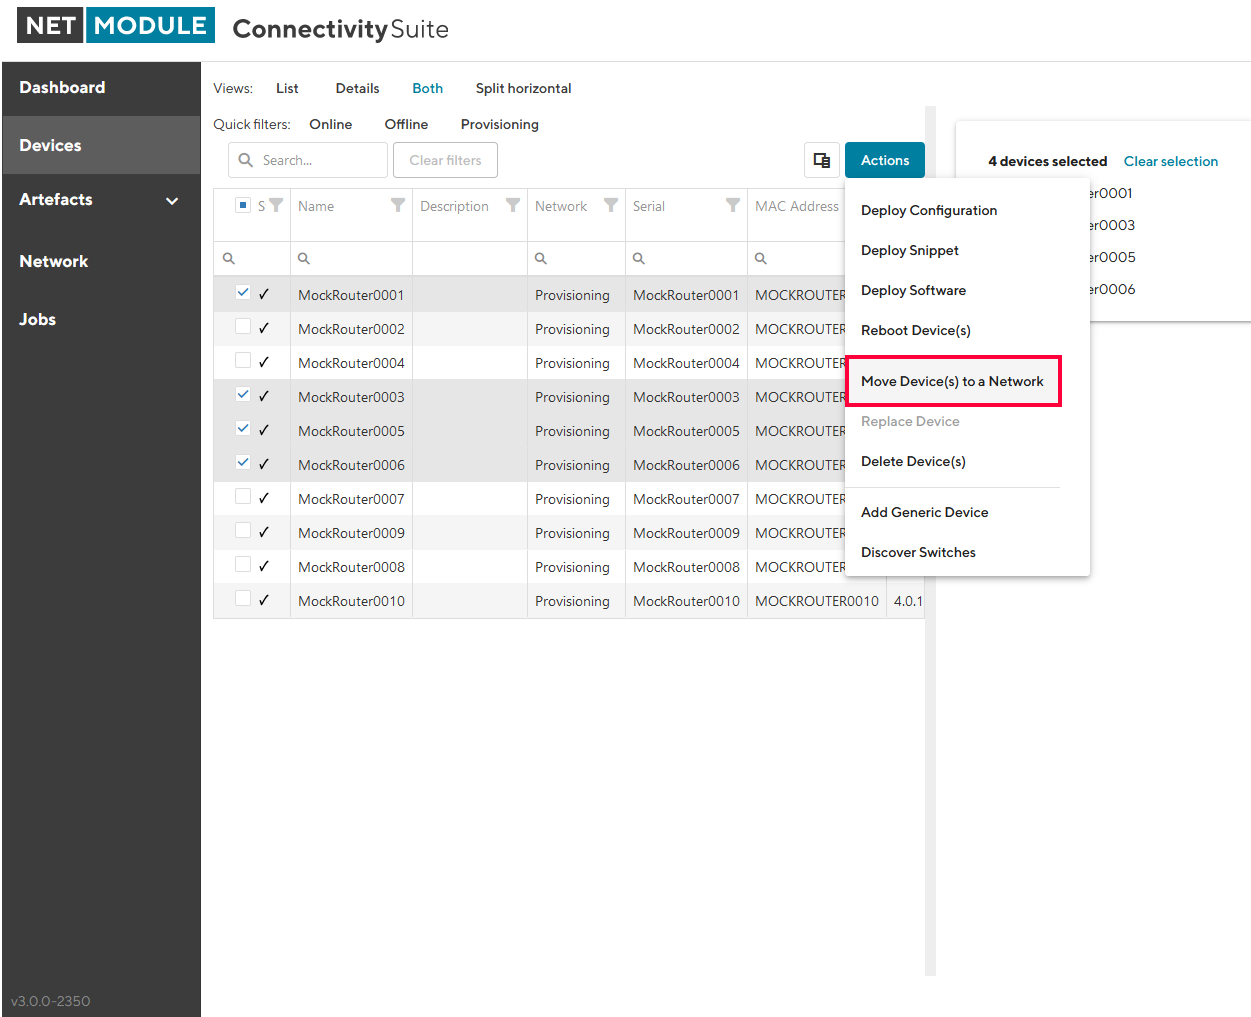 NET MODULE ConnectivitySuite
Dashboard
Devices
Artefacts
Network
Jobs
v3.0.0-2350
Views: List Details Both Split horizontal
Quick filters: Online Offline Provisioning
Search... Clear filters Actions
S Name Description Network Serial MAC Address
MockRouter0001 Provisioning MockRouter0001 MOCKROUTER
MockRouter0002 Provisioning MockRouter0002 MOCKROUTER
MockRouter0004 Provisioning MockRouter0004 MOCKROUTER
MockRouter0003 Provisioning MockRouter0003 MOCKROUTER
MockRouter0005 Provisioning MockRouter0005 MOCKROUTER
MockRouter0006 Provisioning MockRouter0006 MOCKROUTER
MockRouter0007 Provisioning MockRouter0007 MOCKROUTER
MockRouter0009 Provisioning MockRouter0009 MOCKROUTER
MockRouter0008 Provisioning MockRouter0008 MOCKROUTER
MockRouter0010 Provisioning MockRouter0010 MOCKROUTER0010 4.0.1
Deploy Configuration
Deploy Snippet
Deploy Software
Reboot Device(s)
Move Device(s) to a Network
Replace Device
Delete Device(s)
Add Generic Device
Discover Switches
4 devices selected Clear selection
er0001
er0003
er0005
er0006